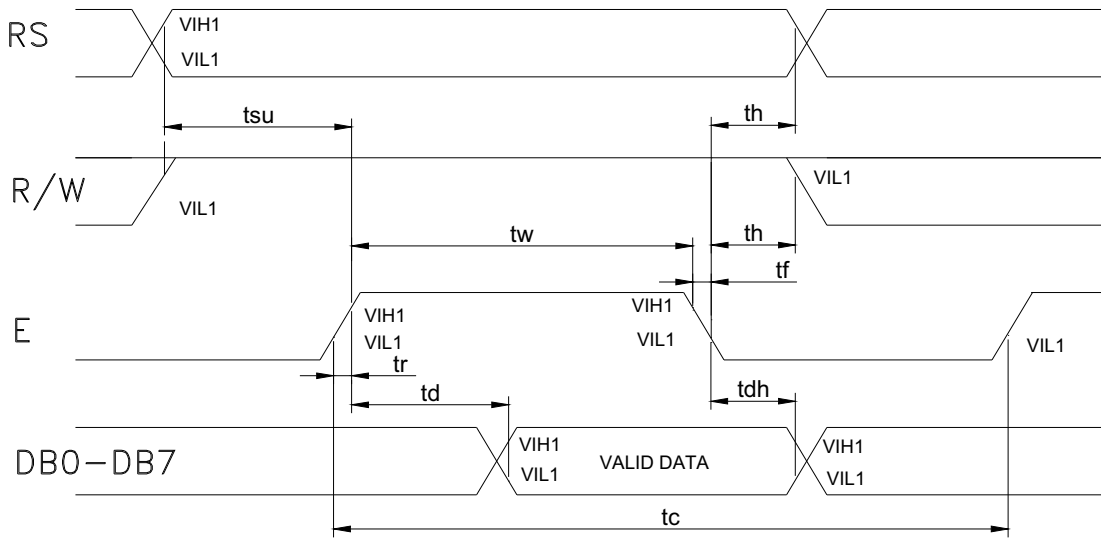 RS
VIH1
VIL1
tsu
th
R/W
VIL1
VIL1
tw
th
tf
E
VIH1
VIL1
VIH1
VIL1
VIL1
tr
td
tdh
DB0-DB7
VIH1
VIL1
VALID DATA
VIH1
VIL1
tc